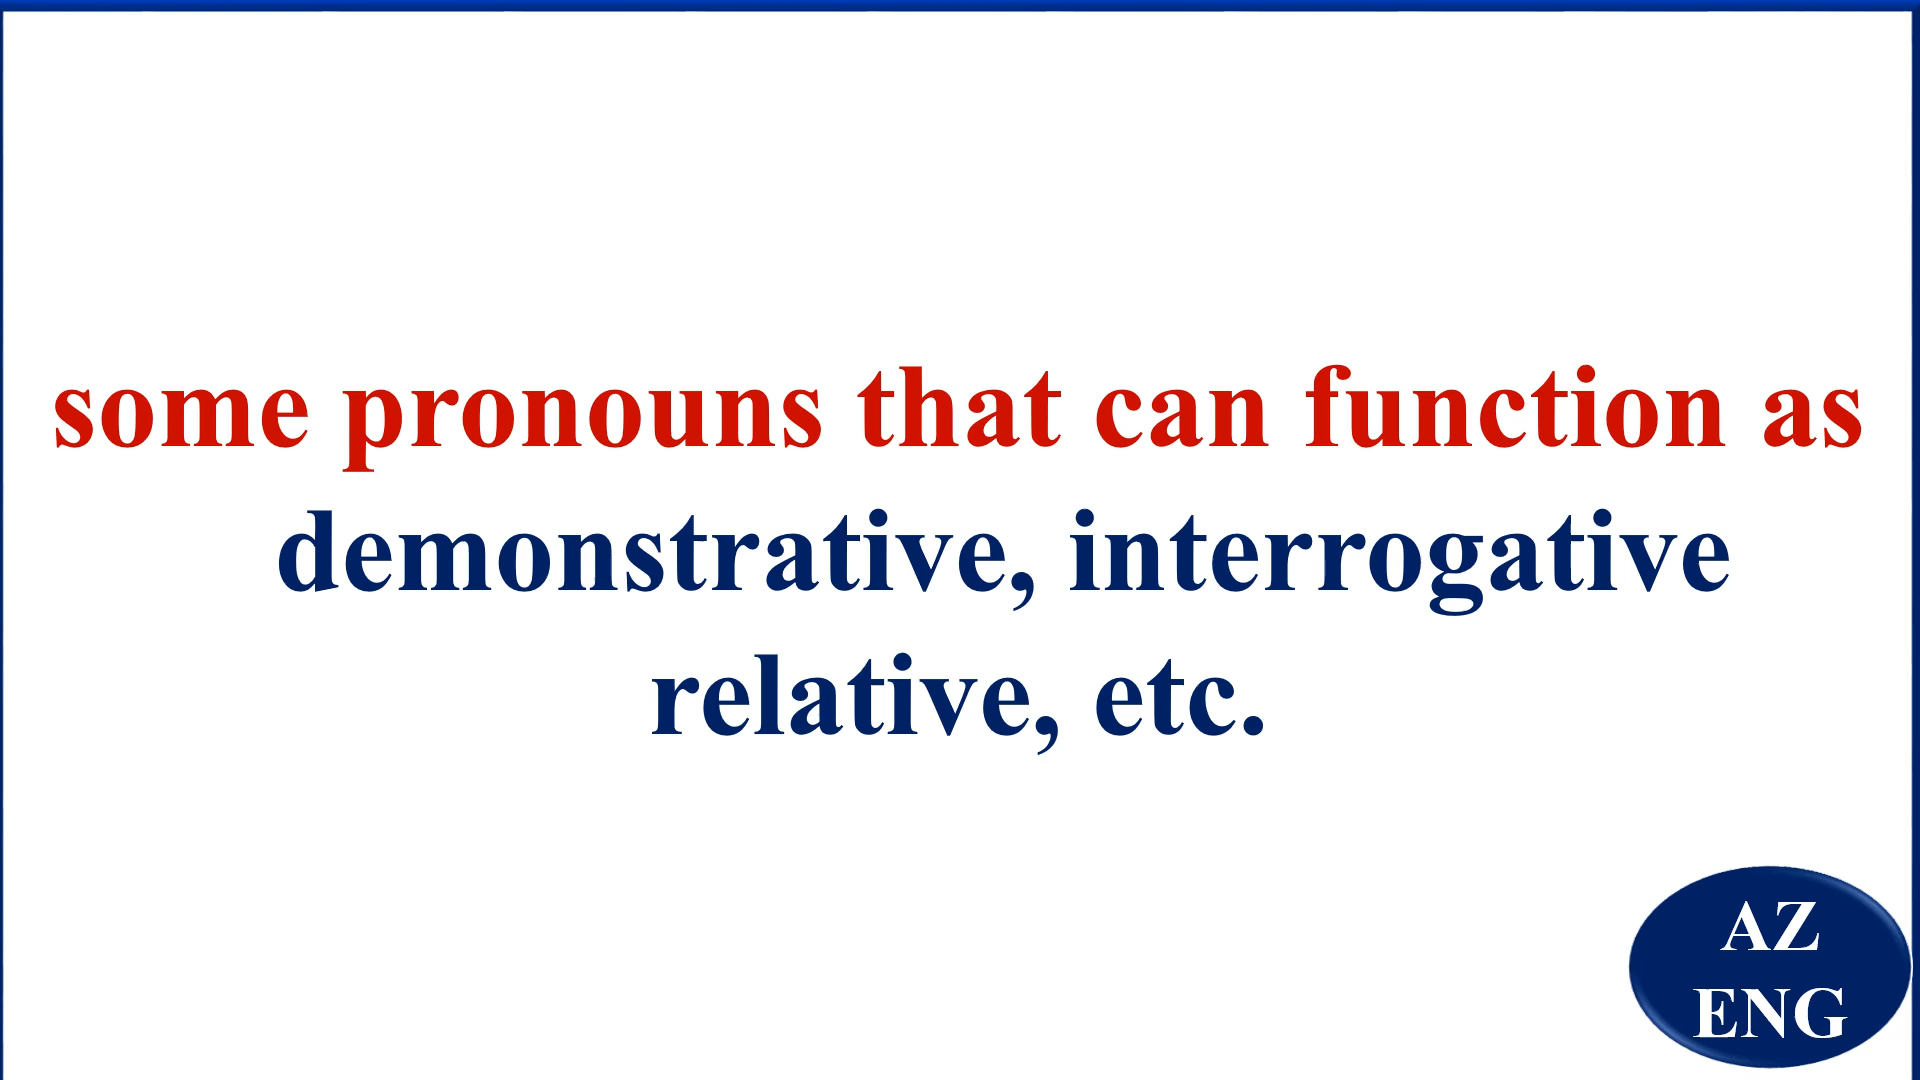 some pronouns that can function as
demonstrative, interrogative
relative, etc.
AZ
ENG